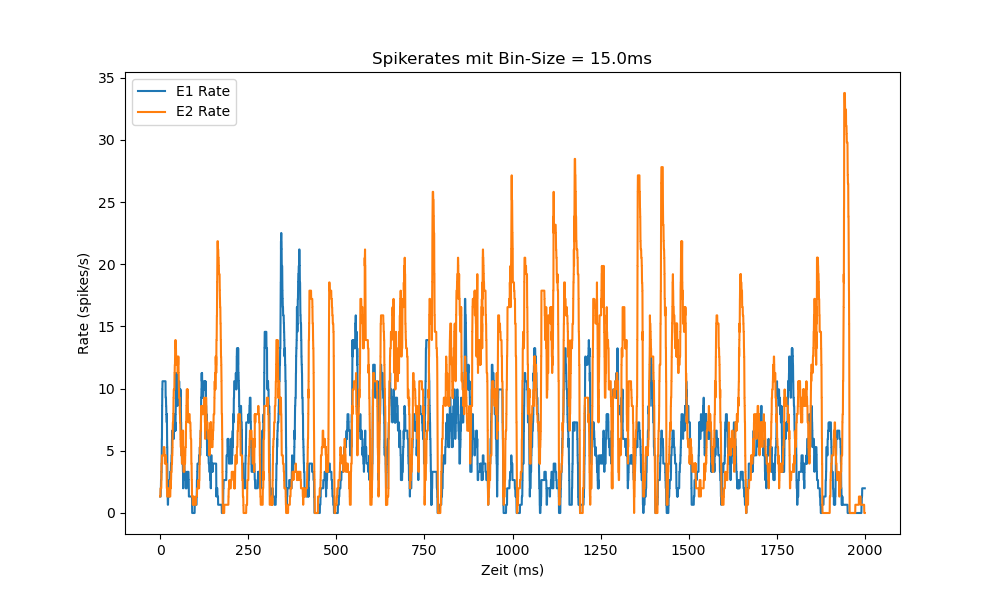 Spikerates mit Bin-Size = 15.0ms
E1 Rate
E2 Rate
Rate (spikes/s)
35
30
25
20
15
10
5
0
0 250 500 750 1000 1250 1500 1750 2000
Zeit (ms)